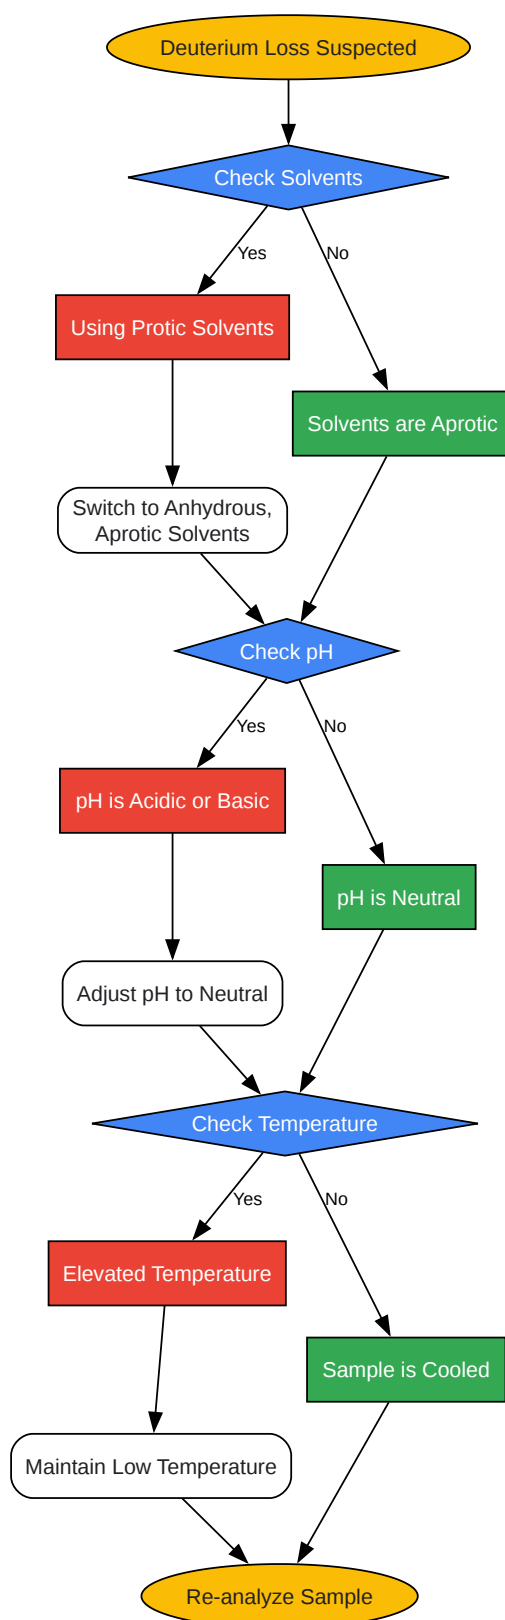 Deuterium Loss Suspected
Check Solvents
Yes
No
Using Protic Solvents
Solvents are Aprotic
Switch to Anhydrous,
Aprotic Solvents
Check pH
Yes
No
pH is Acidic or Basic
pH is Neutral
Adjust pH to Neutral
Check Temperature
Yes
No
Elevated Temperature
Sample is Cooled
Maintain Low Temperature
Re-analyze Sample